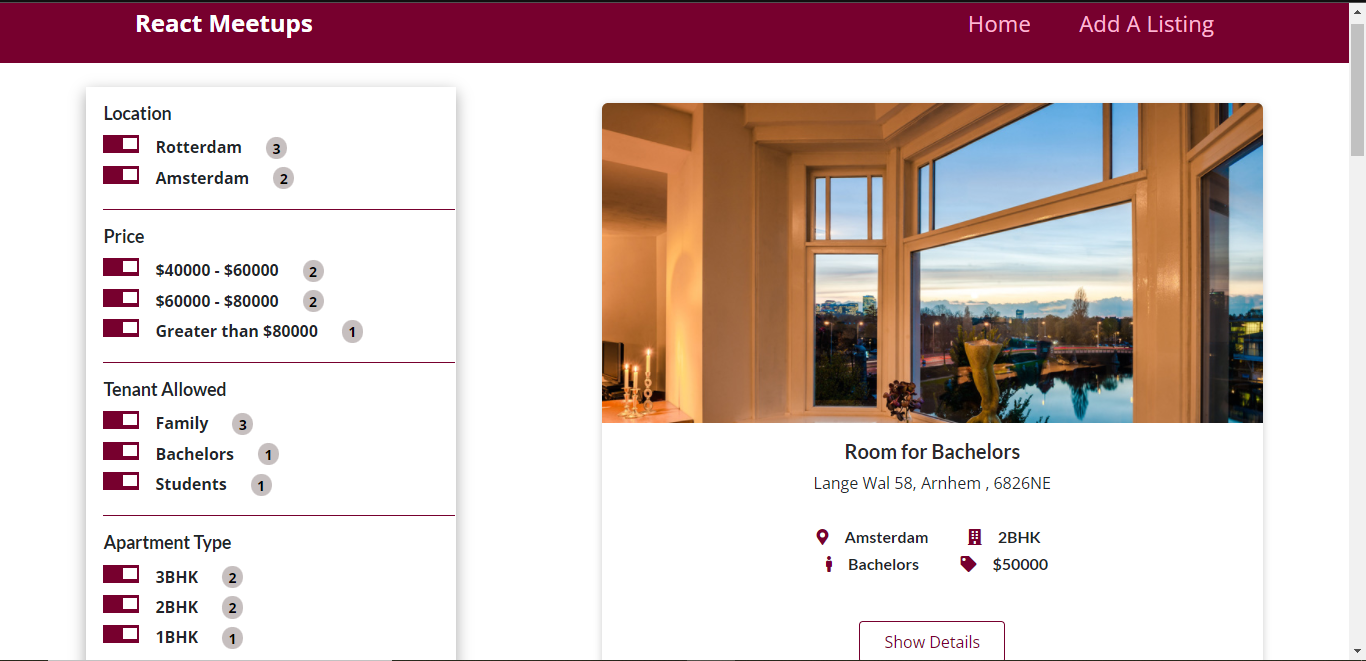 React Meetups
Home
Add A Listing
Location
Rotterdam 3
Amsterdam 2
Price
$40000 - $60000 2
$60000 - $80000 2
Greater than $80000 1
Tenant Allowed
Family 3
Bachelors 1
Students 1
Apartment Type
3BHK 2
2BHK 2
1BHK 1
Room for Bachelors
Lange Wal 58, Arnhem , 6826NE
Amsterdam 2BHK
Bachelors $50000
Show Details